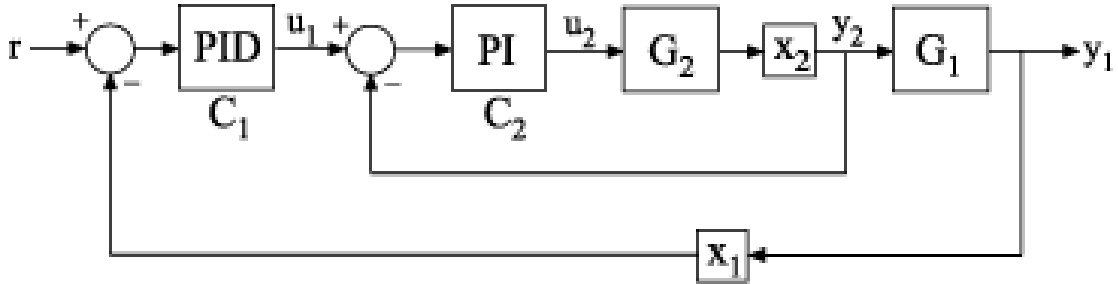 r
+
−
PID
C₁
u₁
+
−
PI
C₂
u₂
G₂
x₂
y₂
G₁
y₁
x₁